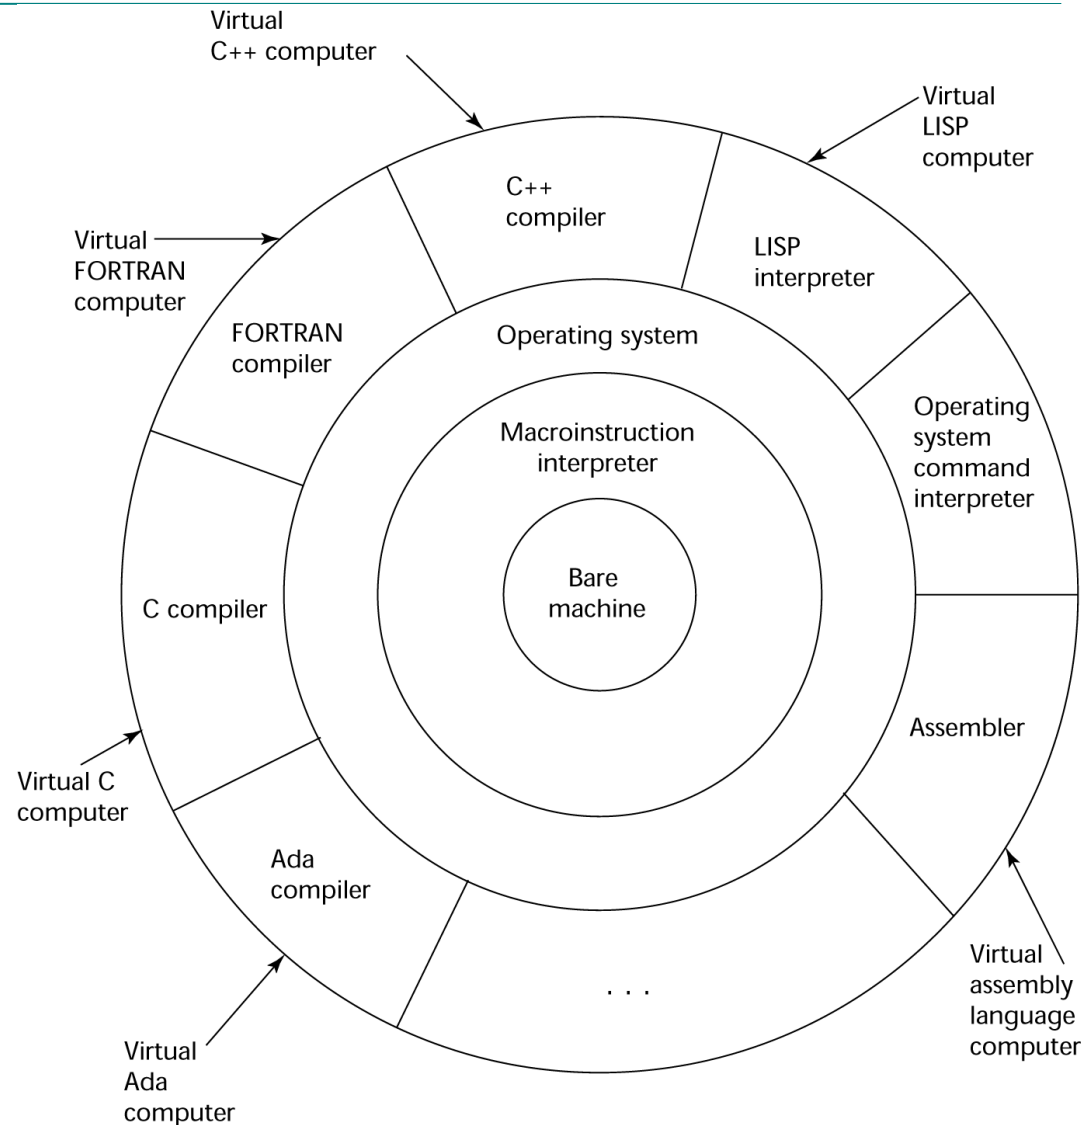 Virtual
C++ computer
Virtual
LISP
computer
C++
compiler
Virtual
FORTRAN
computer
LISP
interpreter
FORTRAN
compiler
Operating system
Operating
system
command
interpreter
Macroinstruction
interpreter
Bare
machine
C compiler
Assembler
Virtual C
computer
Ada
compiler
. . .
Virtual
assembly
language
computer
Virtual
Ada
computer